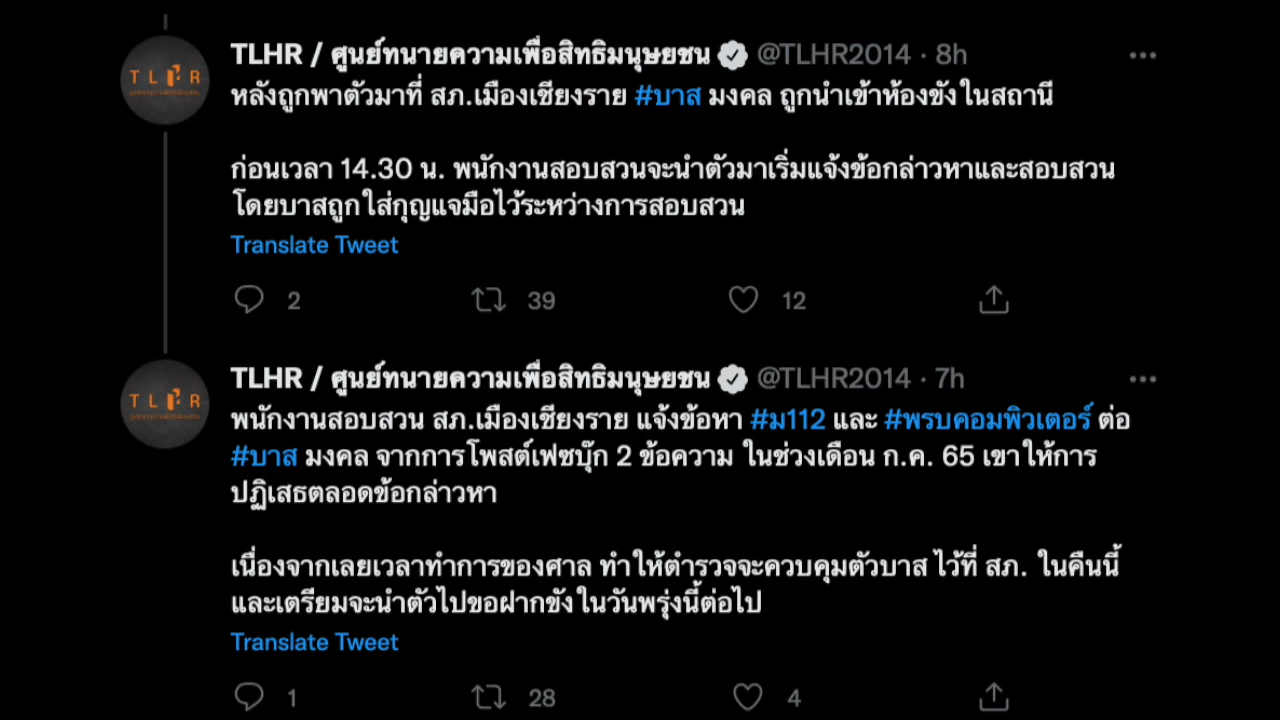 TLHR / ศูนย์ทนายความเพื่อสิทธิมนุษยชน @TLHR2014 · 8h
TLHR
หลังถูกพาตัวมาที่ สภ.เมืองเชียงราย #บาส มงคล ถูกนำเข้าห้องขังในสถานี
ก่อนเวลา 14.30 น. พนักงานสอบสวนจะนำตัวมาเริ่มแจ้งข้อกล่าวหาและสอบสวน
โดยบาสถูกใส่กุญแจมือไว้ระหว่างการสอบสวน
Translate Tweet
2 39 12
TLHR / ศูนย์ทนายความเพื่อสิทธิมนุษยชน @TLHR2014 · 7h
TLHR
พนักงานสอบสวน สภ.เมืองเชียงราย แจ้งข้อหา #ม112 และ #พรบคอมพิวเตอร์ ต่อ
#บาส มงคล จากการโพสต์เฟซบุ๊ก 2 ข้อความ ในช่วงเดือน ก.ค. 65 เขาให้การ
ปฏิเสธตลอดข้อกล่าวหา
เนื่องจากเลยเวลาทำการของศาล ทำให้ตำรวจจะควบคุมตัวบาส ไว้ที่ สภ. ในคืนนี้
และเตรียมจะนำตัวไปขอฝากขังในวันพรุ่งนี้ต่อไป
Translate Tweet
1 28 4